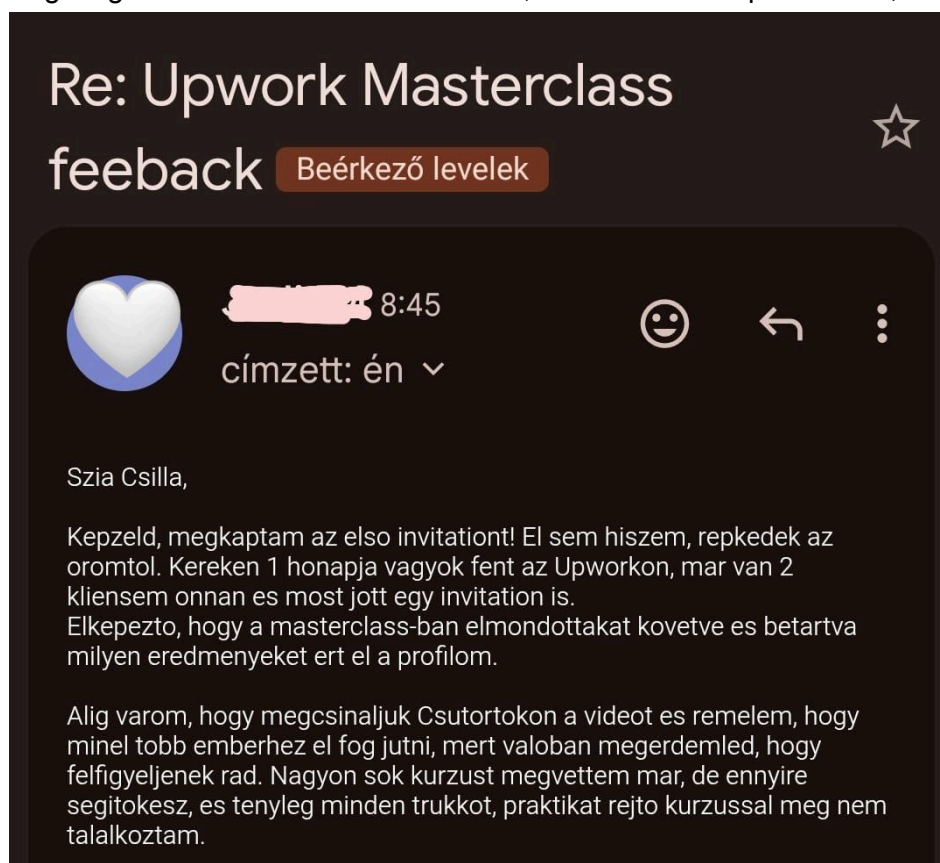 Re: Upwork Masterclass
feeback Beérkező levelek
8:45
címzett: én
Szia Csilla,
Kepzeld, megkaptam az elso invitationt! El sem hiszem, repkedek az
oromtol. Kereken 1 honapja vagyok fent az Upworkon, mar van 2
kliensem onnan es most jott egy invitation is.
Elkepezto, hogy a masterclass-ban elmondottakat kovetve es betartva
milyen eredmenyeket ert el a profilom.
Alig varom, hogy megcsinaljuk Csutortokon a videot es remelem, hogy
minel tobb emberhez el fog jutni, mert valoban megerdemled, hogy
felfigyeljenek rad. Nagyon sok kurzust megvettem mar, de ennyire
segitokesz, es tenyleg minden trukkot, praktikat rejto kurzussal meg nem
talalkoztam.